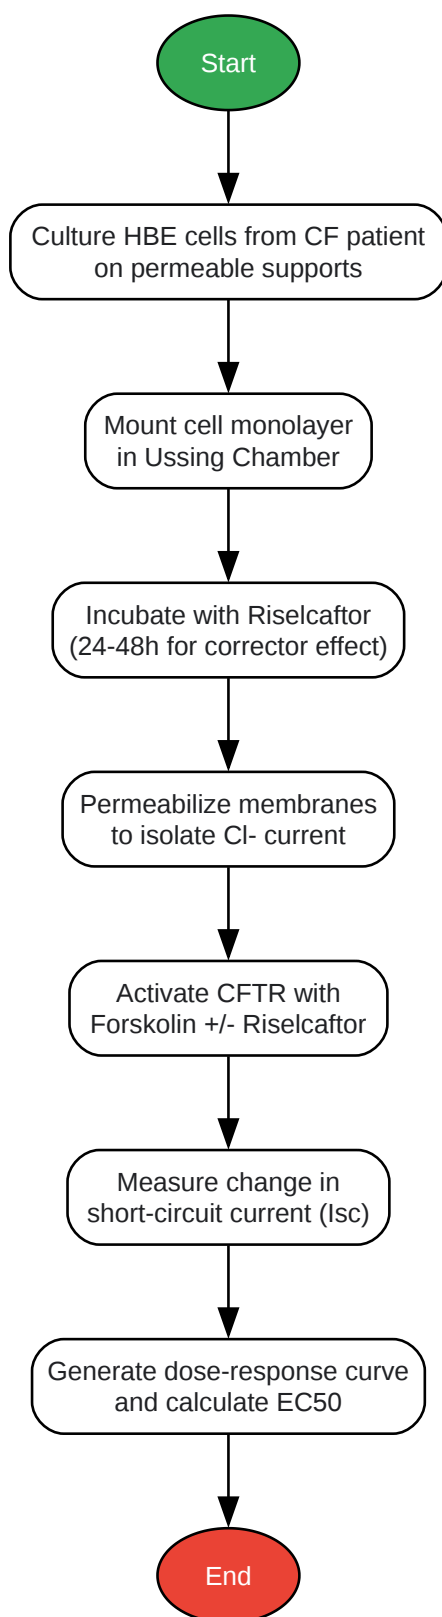 Start
Culture HBE cells from CF patient
on permeable supports
Mount cell monolayer
in Ussing Chamber
Incubate with Riselcaftor
(24-48h for corrector effect)
Permeabilize membranes
to isolate Cl- current
Activate CFTR with
Forskolin +/- Riselcaftor
Measure change in
short-circuit current (Isc)
Generate dose-response curve
and calculate EC50
End